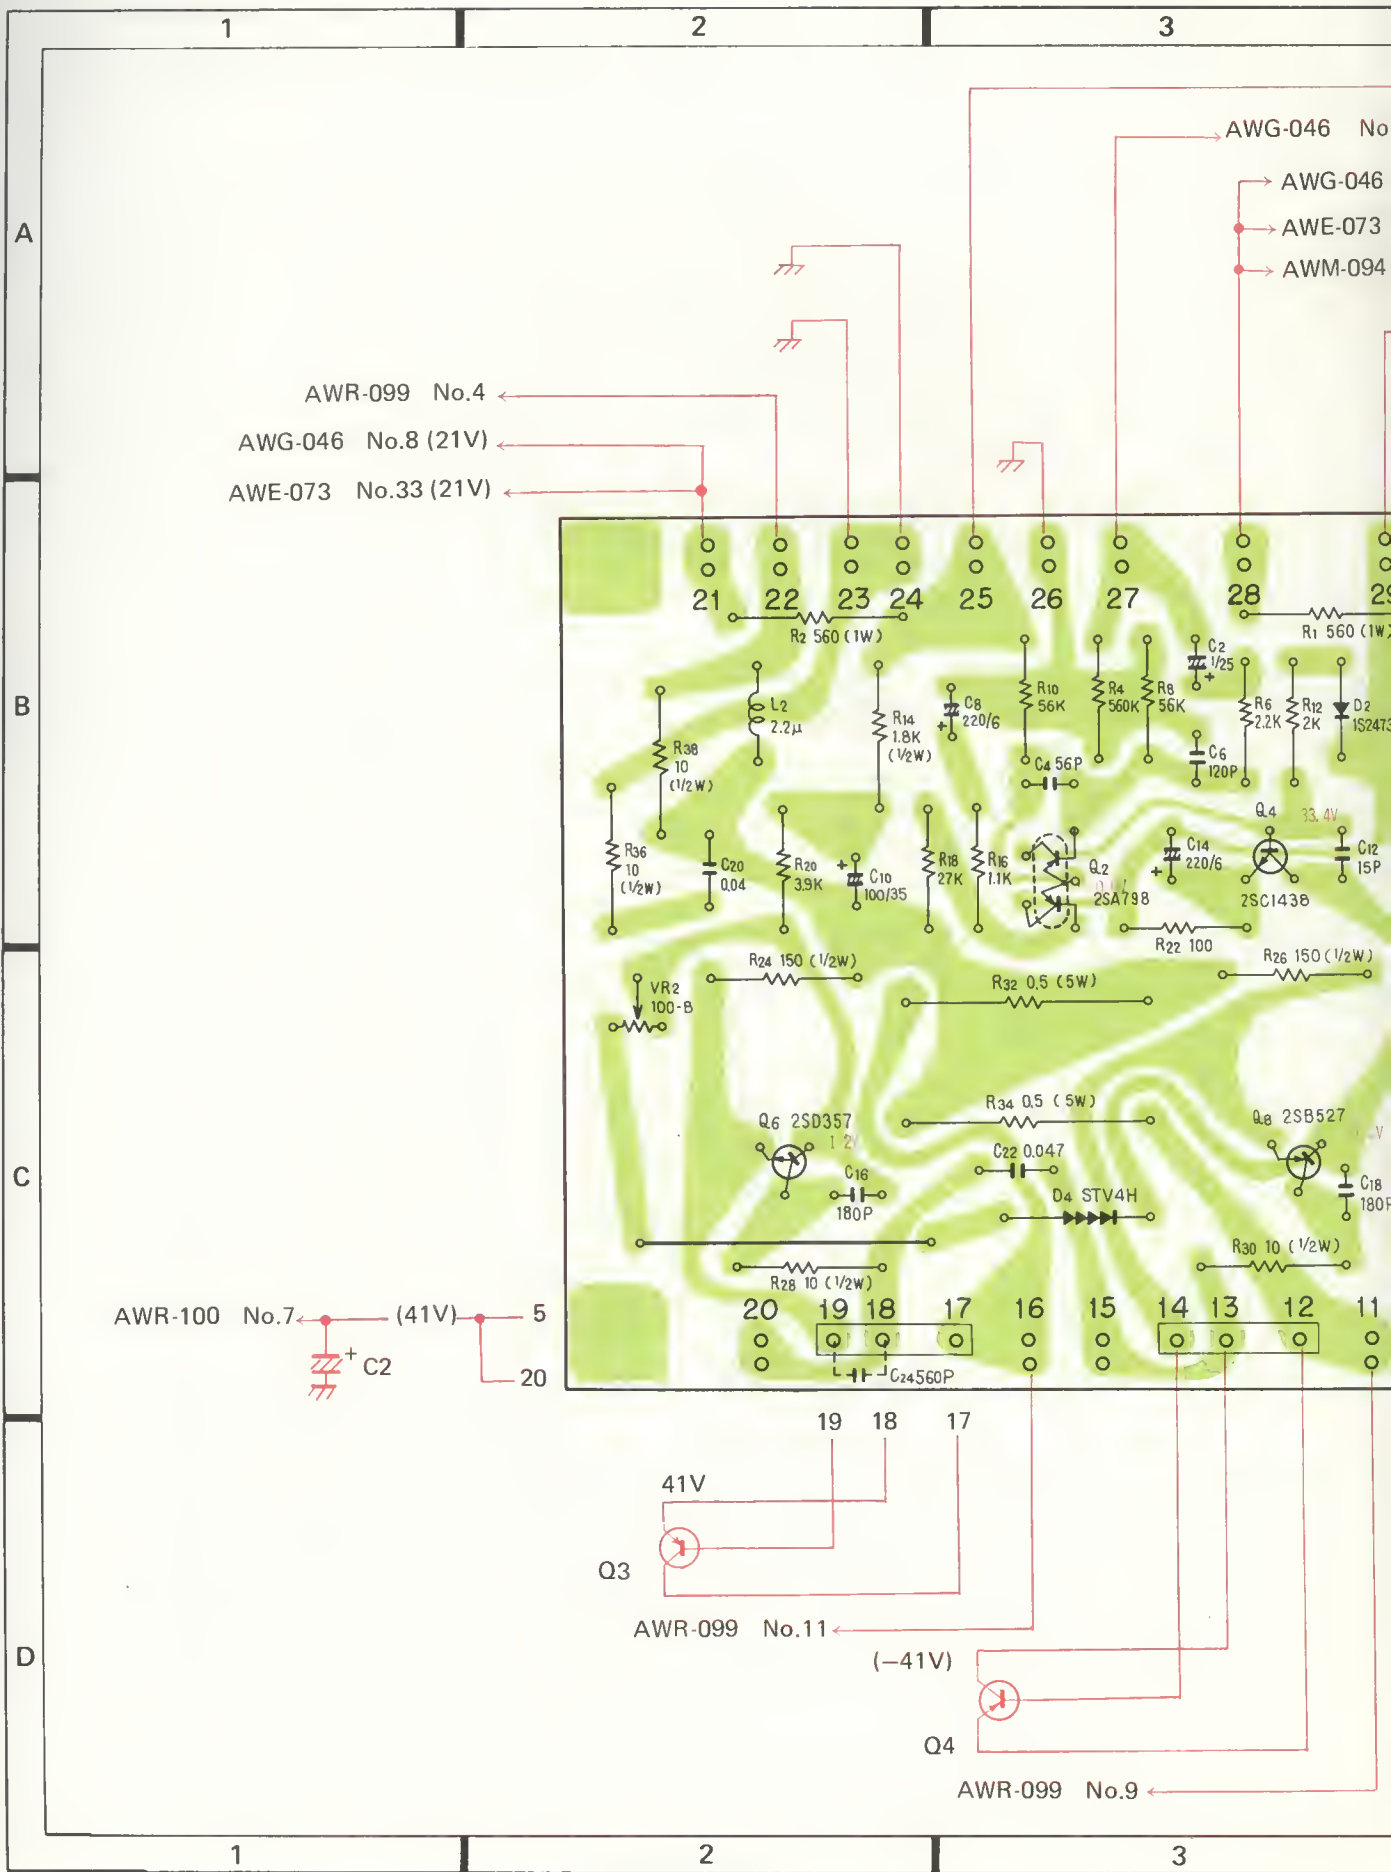 1 2 3
AWG-046 No
AWG-046
A
AWE-073
AWM-094
AWR-099 No.4
AWG-046 No.8 (21V)
AWE-073 No.33 (21V)
21 22 23 24 25 26 27 28 29
R2 560 (1W)
R1 560 (1W)
B
C2
1/25
L2
2.2μ
R14
1.8K
(1/2W)
C8
220/6
R10
56K
R4
560K
R8
56K
R6
2.2K
R12
2K
D2
1S2473
R38
10
(1/2W)
C4 56P
C6
120P
Q4 33.4V
R36
10
(1/2W)
C20
0.04
R20
3.9K
C10
100/35
R18
27K
R16
1.1K
Q2
2SA798
C14
220/6
2SC1438
C12
15P
R22 100
R24 150 (1/2W)
R26 150 (1/2W)
VR2
100-B
R32 0.5 (5W)
R34 0.5 (5W)
Q6 2SD357
1.2V
Q8 2SB527
C
C22 0.047
C16
180P
D4 STV4H
C18
180P
R30 10 (1/2W)
R28 10 (1/2W)
AWR-100 No.7 (41V) 5
20 19 18 17 16 15 14 13 12 11
+ C2
20
C24 560P
19 18 17
41V
Q3
AWR-099 No.11
D
(−41V)
Q4
AWR-099 No.9
1 2 3